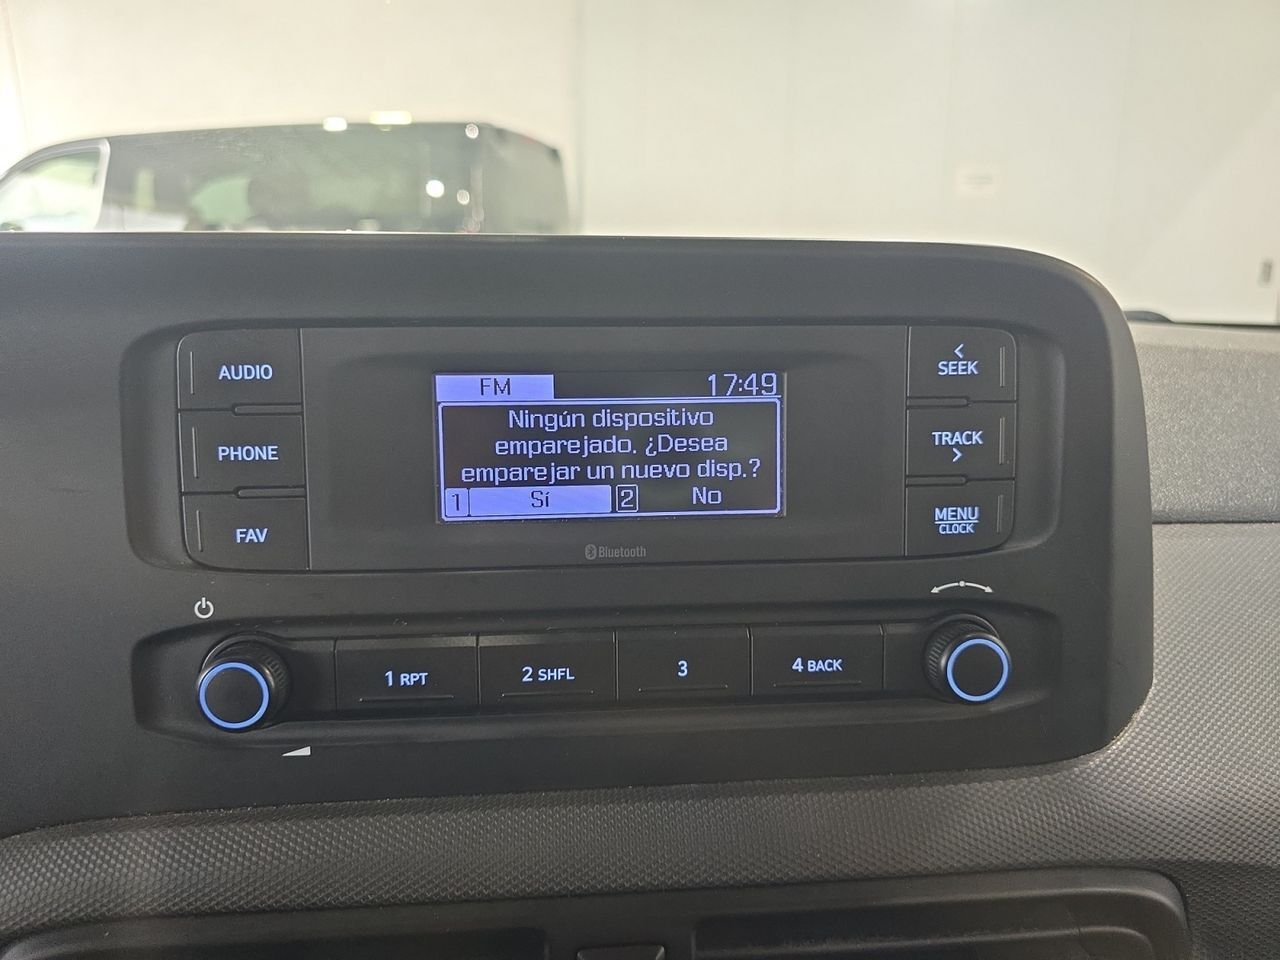 AUDIO
PHONE
FAV
FM 17:49
Ningún dispositivo
emparejado. ¿Desea
emparejar un nuevo disp.?
1 Sí 2 No
Bluetooth
SEEK
TRACK
MENU
CLOCK
1 RPT
2 SHFL
3
4 BACK